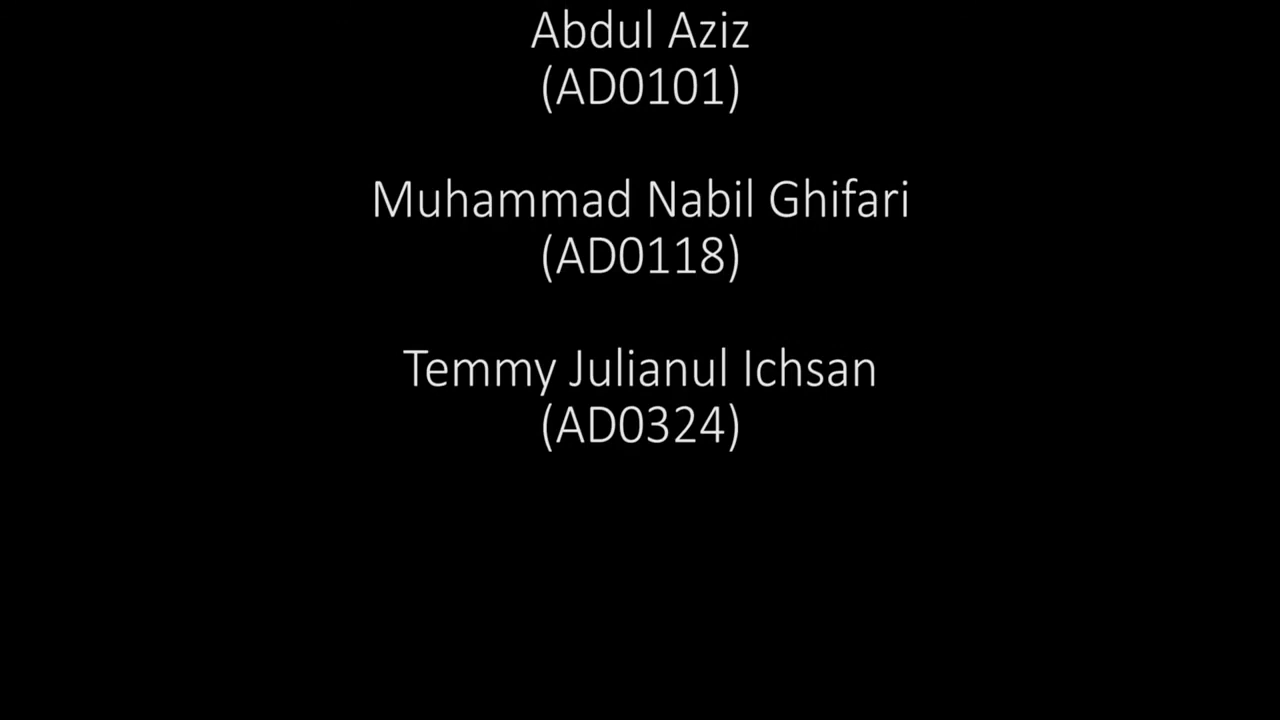 Abdul Aziz
(AD0101)
Muhammad Nabil Ghifari
(AD0118)
Temmy Julianul Ichsan
(AD0324)